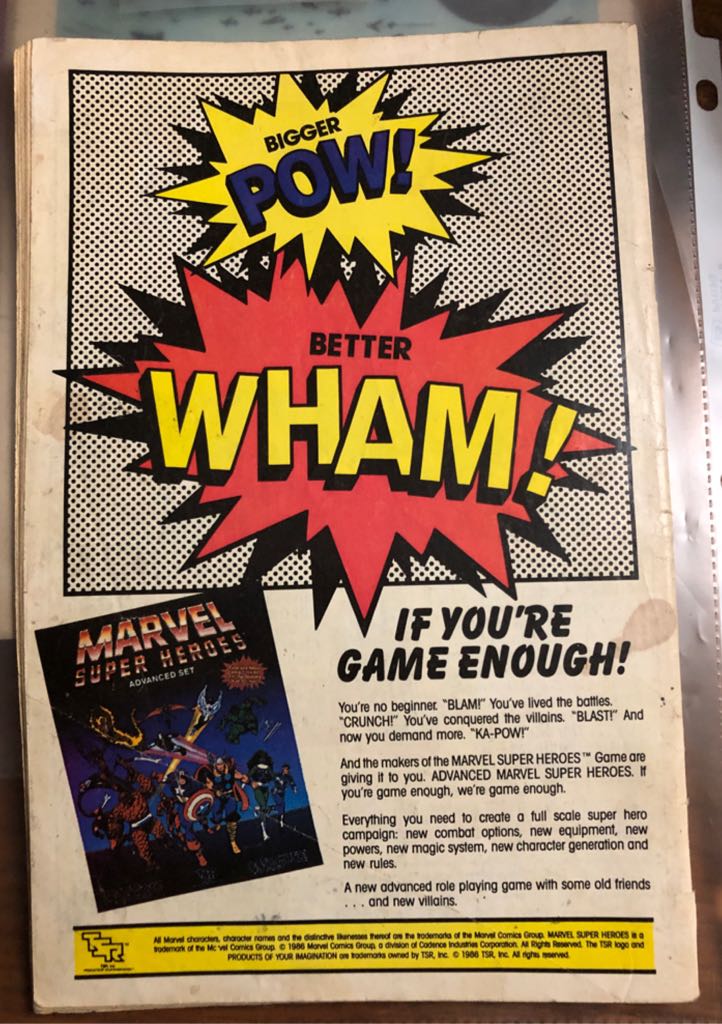 BIGGER
POW!
BETTER
WHAM!
MARVEL
SUPER HEROES
ADVANCED SET
IF YOU'RE
GAME ENOUGH!
You're no beginner. "BLAM!" You've lived the battles.
"CRUNCH!" You've conquered the villains. "BLAST!" And
now you demand more. "KA-POW!"
And the makers of the MARVEL SUPER HEROES™ Game are
giving it to you. ADVANCED MARVEL SUPER HEROES. If
you're game enough, we're game enough.
Everything you need to create a full scale super hero
campaign: new combat options, new equipment, new
powers, new magic system, new character generation and
new rules.
A new advanced role playing game with some old friends
. . . and new villains.
TSR
All Marvel characters, character names and the distinctive likenesses thereof are the trademarks of the Marvel Comics Group. MARVEL SUPER HEROES is a
trademark of the Mc vel Comics Group. © 1986 Marvel Comics Group, a division of Cadence Industries Corporation. All Rights Reserved. The TSR logo and
PRODUCTS OF YOUR IMAGINATION are trademarks owned by TSR, Inc. © 1986 TSR, Inc. All rights reserved.